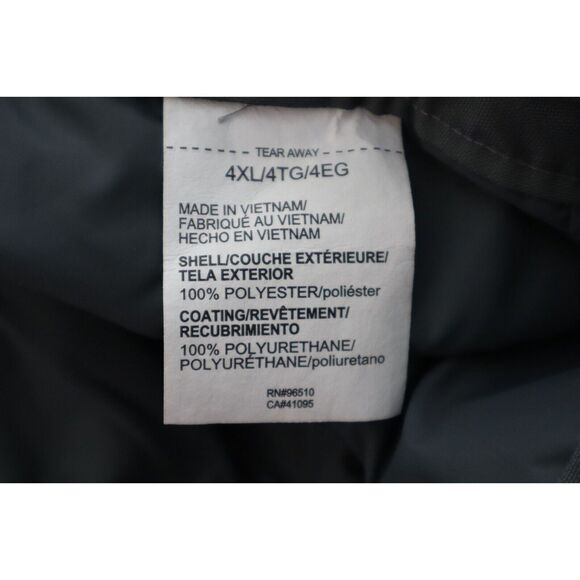 TEAR AWAY
4XL/4TG/4EG
MADE IN VIETNAM/
FABRIQUÉ AU VIETNAM/
HECHO EN VIETNAM
SHELL/COUCHE EXTÉRIEURE/
TELA EXTERIOR
100% POLYESTER/poliéster
COATING/REVÊTEMENT/
RECUBRIMIENTO
100% POLYURETHANE/
POLYURÉTHANE/poliuretano
RN#96510
CA#41095